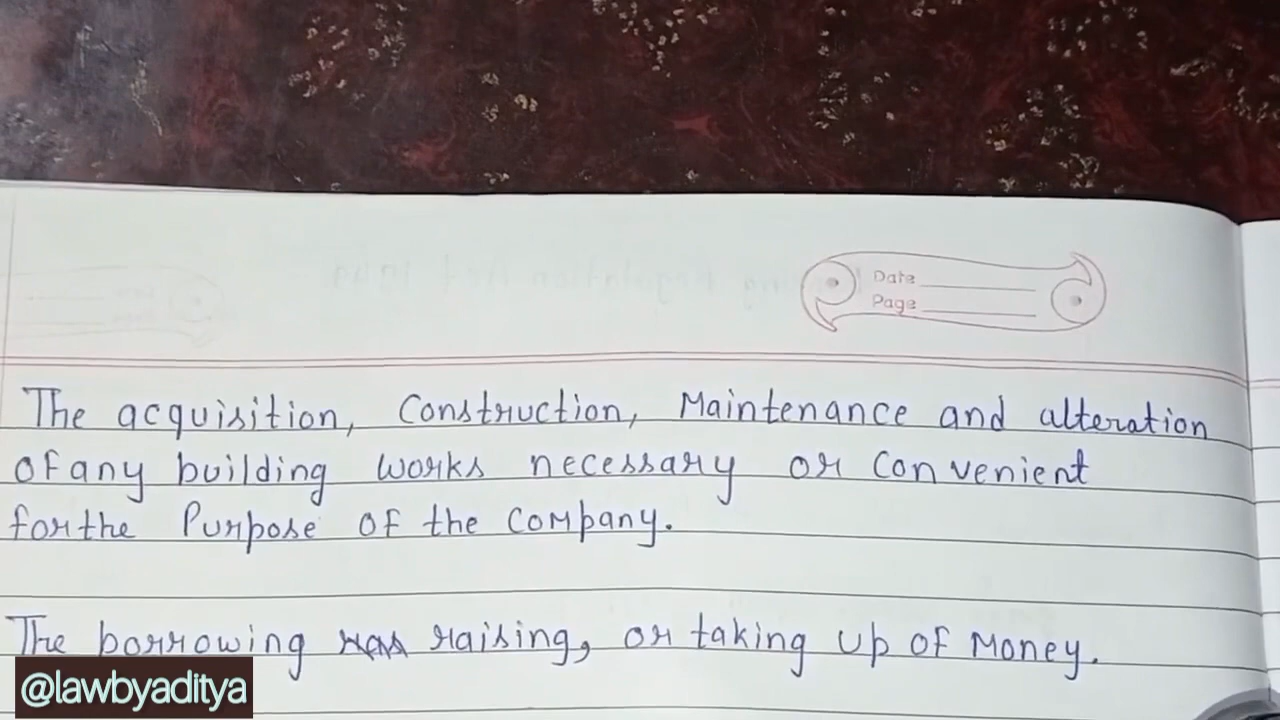 Date
Page
The acquisition, Construction, Maintenance and alteration
of any building works necessary or convenient
for the Purpose of the Company.
The borrowing raising, or taking up of Money.
@lawbyaditya